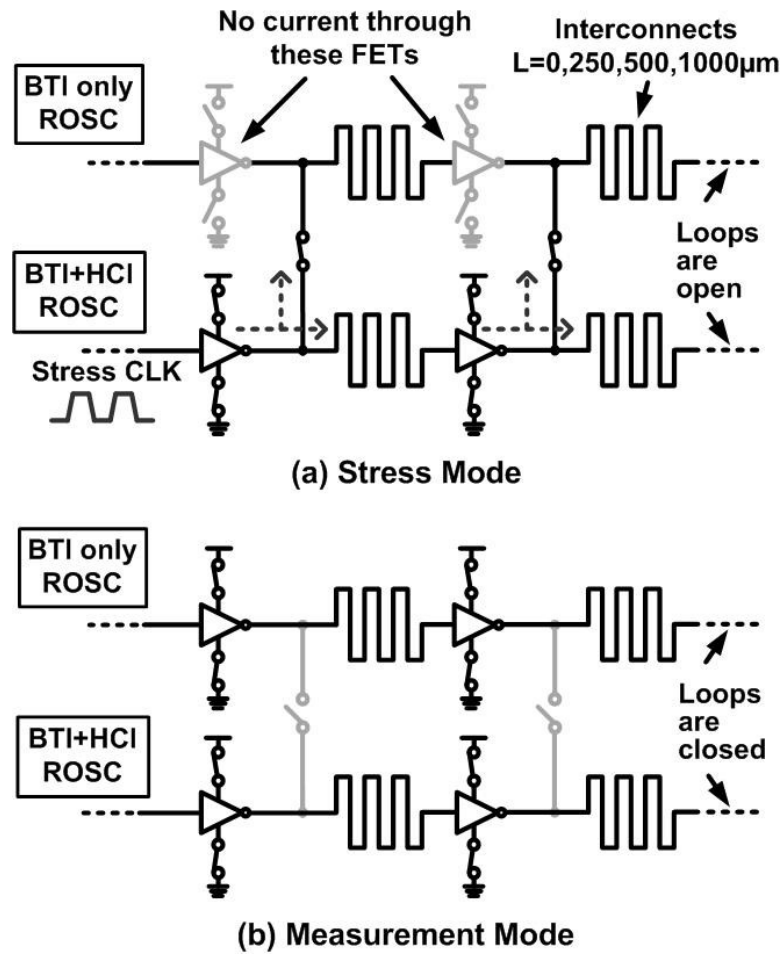 No current through
these FETs
Interconnects
L=0,250,500,1000µm
BTI only
ROSC
Loops
are
open
BTI+HCI
ROSC
Stress CLK
(a) Stress Mode
BTI only
ROSC
Loops
are
closed
BTI+HCI
ROSC
(b) Measurement Mode